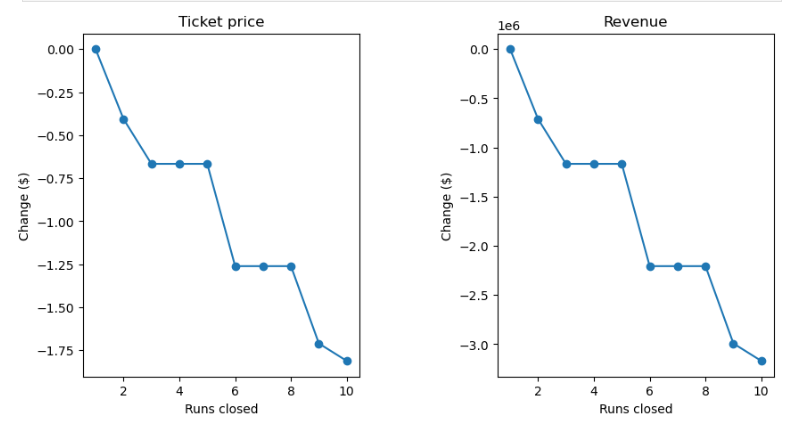 Ticket price
0.00
−0.25
−0.50
−0.75
−1.00
−1.25
−1.50
−1.75
Change ($)
2 4 6 8 10
Runs closed
Revenue
1e6
0.0
−0.5
−1.0
−1.5
−2.0
−2.5
−3.0
Change ($)
2 4 6 8 10
Runs closed